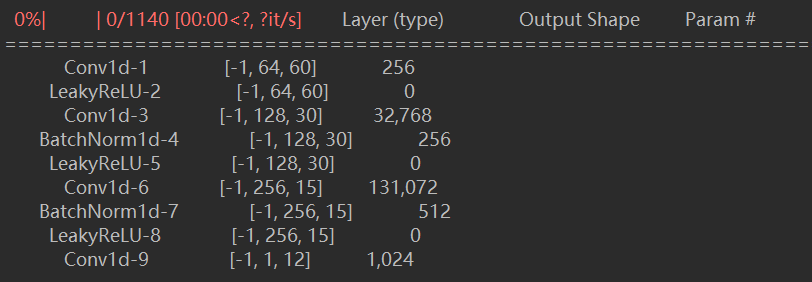 0%| | 0/1140 [00:00<?, ?it/s] Layer (type) Output Shape Param #
================================================================
Conv1d-1 [-1, 64, 60] 256
LeakyReLU-2 [-1, 64, 60] 0
Conv1d-3 [-1, 128, 30] 32,768
BatchNorm1d-4 [-1, 128, 30] 256
LeakyReLU-5 [-1, 128, 30] 0
Conv1d-6 [-1, 256, 15] 131,072
BatchNorm1d-7 [-1, 256, 15] 512
LeakyReLU-8 [-1, 256, 15] 0
Conv1d-9 [-1, 1, 12] 1,024